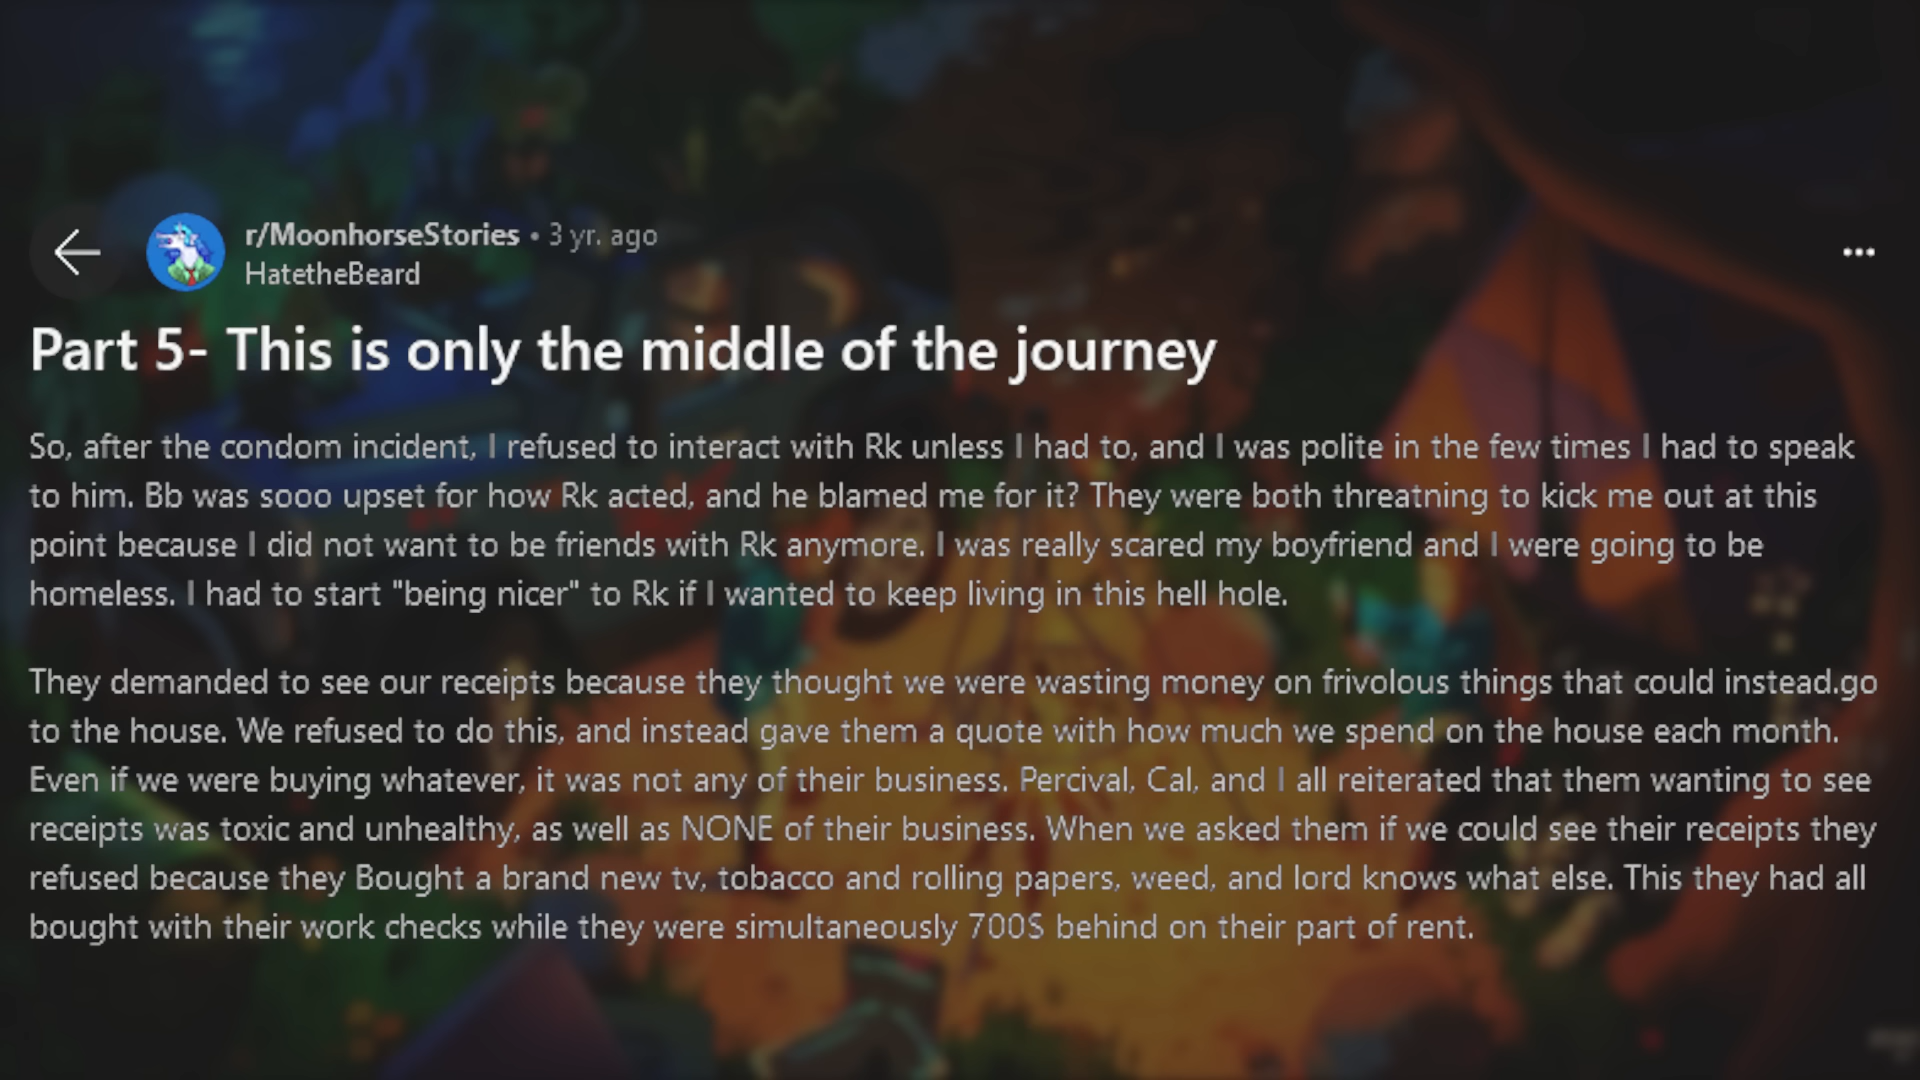 r/MoonhorseStories • 3 yr. ago
HatetheBeard
Part 5- This is only the middle of the journey
So, after the condom incident, I refused to interact with Rk unless I had to, and I was polite in the few times I had to speak
to him. Bb was sooo upset for how Rk acted, and he blamed me for it? They were both threatning to kick me out at this
point because I did not want to be friends with Rk anymore. I was really scared my boyfriend and I were going to be
homeless. I had to start "being nicer" to Rk if I wanted to keep living in this hell hole.
They demanded to see our receipts because they thought we were wasting money on frivolous things that could instead.go
to the house. We refused to do this, and instead gave them a quote with how much we spend on the house each month.
Even if we were buying whatever, it was not any of their business. Percival, Cal, and I all reiterated that them wanting to see
receipts was toxic and unhealthy, as well as NONE of their business. When we asked them if we could see their receipts they
refused because they Bought a brand new tv, tobacco and rolling papers, weed, and lord knows what else. This they had all
bought with their work checks while they were simultaneously 700$ behind on their part of rent.